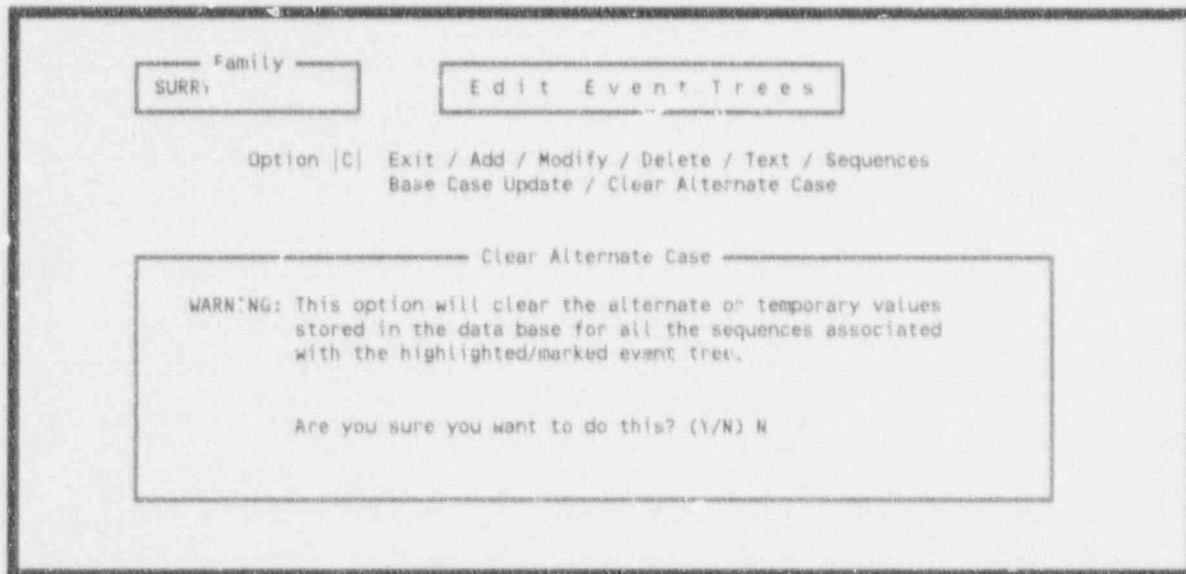 Family
SURRY
Edit Event Trees
Option |C| Exit / Add / Modify / Delete / Text / Sequences
Base Case Update / Clear Alternate Case
Clear Alternate Case
WARNING: This option will clear the alternate or temporary values
stored in the data base for all the sequences associated
with the highlighted/marked event tree.
Are you sure you want to do this? (Y/N) N